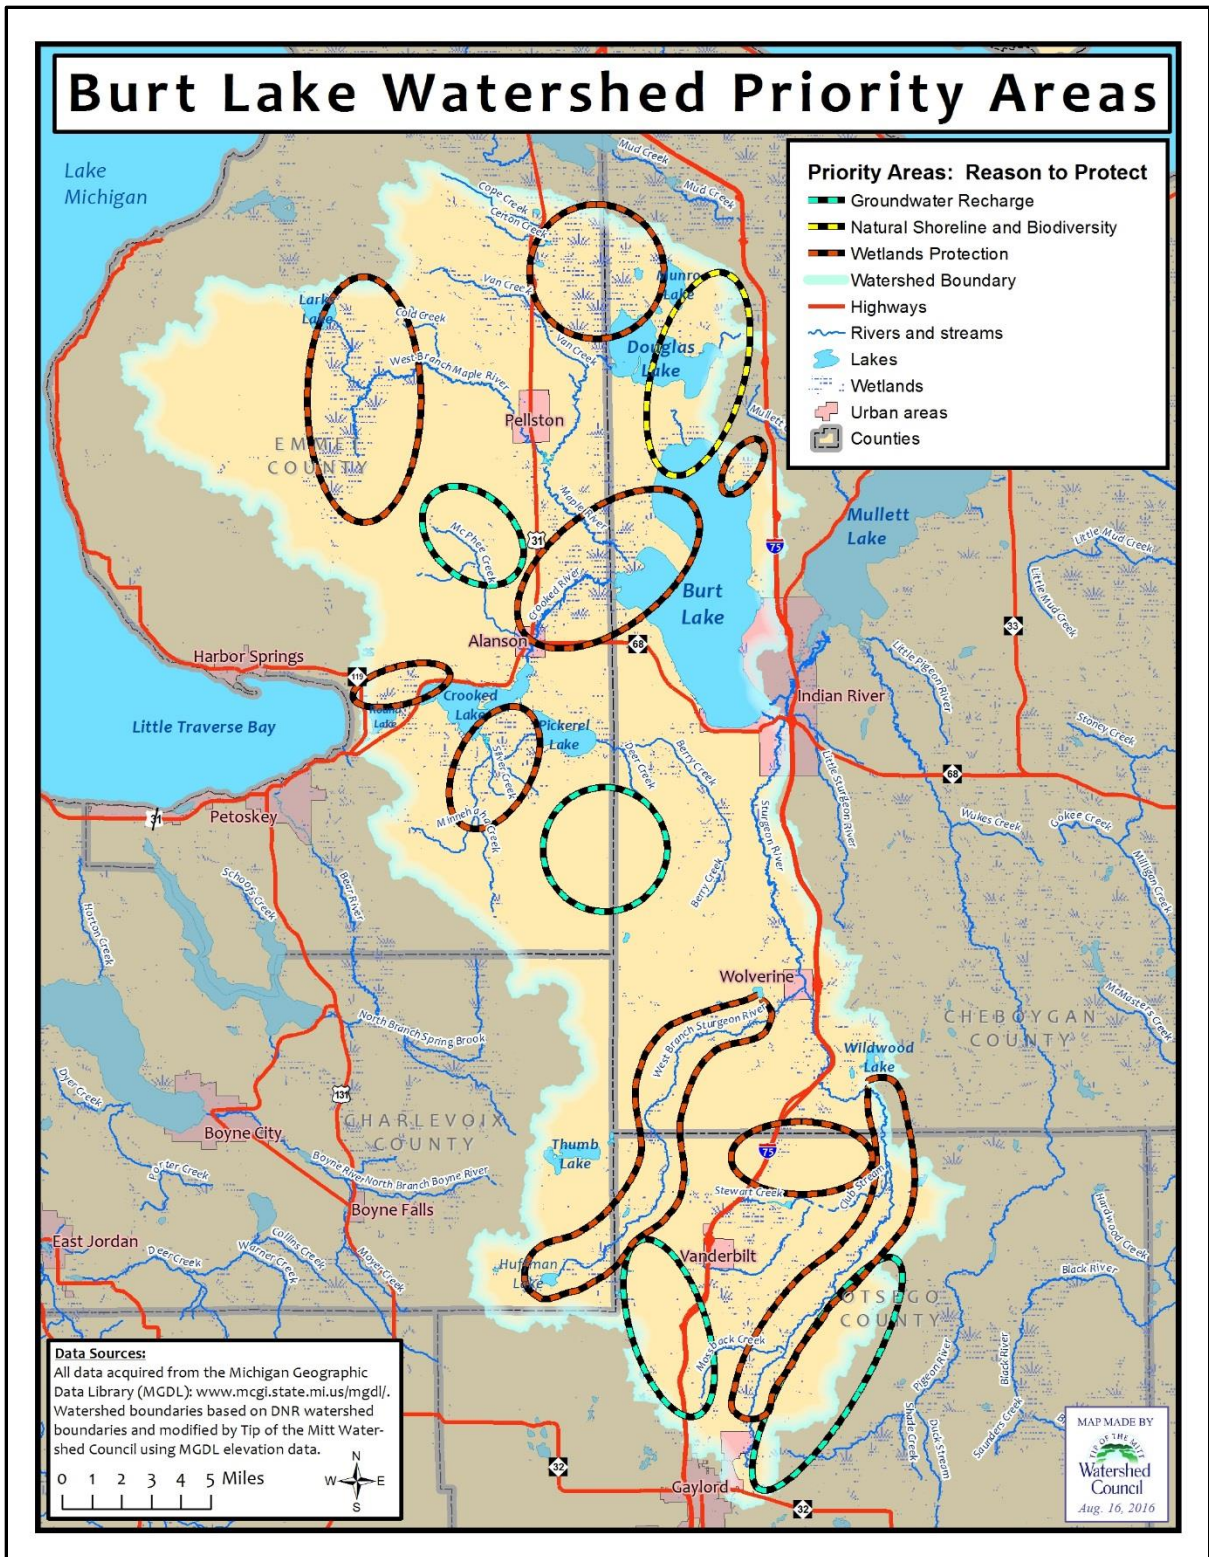 Burt Lake Watershed Priority Areas
Lake
Michigan
Mud Creek
Mud Creek
Priority Areas: Reason to Protect
Groundwater Recharge
Natural Shoreline and Biodiversity
Wetlands Protection
Watershed Boundary
Highways
Rivers and streams
Lakes
Wetlands
Urban areas
Counties
Cope Creek
Certon Creek
Van Creek
Munro
Lake
Cold Creek
Van Creek
Douglas
Lake
West Branch Maple River
Pellston
EMMET
COUNTY
Maple River
Mullett
Lake
McPhee Creek
31
75
Little Mud Creek
Little Mud Creek
Crooked River
Burt
Lake
Alanson
68
33
Harbor Springs
119
Little Pigeon River
Crooked
Lake
Round
Lake
Indian River
Little Traverse Bay
Pickerel
Lake
Stoney Creek
Silver Creek
Deer Creek
Berry Creek
Little Sturgeon River
68
31
Petoskey
Minnehaha Creek
Sturgeon River
Wukes Creek
Gokee Creek
Milligan Creek
Schoofs Creek
Bear River
Berry Creek
Horton Creek
Wolverine
McMasters Creek
North Branch Spring Brook
West Branch Sturgeon River
CHEBOYGAN
COUNTY
Wildwood
Lake
Dyer Creek
131
Boyne City
CHARLEVOIX
COUNTY
Thumb
Lake
75
Porter Creek
Boyne River
North Branch Boyne River
Stewart Creek
Club Stream
Hardwood Creek
Boyne Falls
East Jordan
Deer Creek
Warner Creek
Collins Creek
Moyer Creek
Huffman
Lake
Vanderbilt
Black River
OTSEGO
COUNTY
Mossback Creek
Pigeon River
Black River
Data Sources:
All data acquired from the Michigan Geographic
Data Library (MGDL): www.mcgi.state.mi.us/mgdl/.
Watershed boundaries based on DNR watershed
boundaries and modified by Tip of the Mitt Water-
shed Council using MGDL elevation data.
0 1 2 3 4 5 Miles
N
W E
S
Shade Creek
Duck Stream
Saunders Creek
32
Gaylord
32
MAP MADE BY
TIP OF THE MITT
Watershed
Council
Aug. 16, 2016